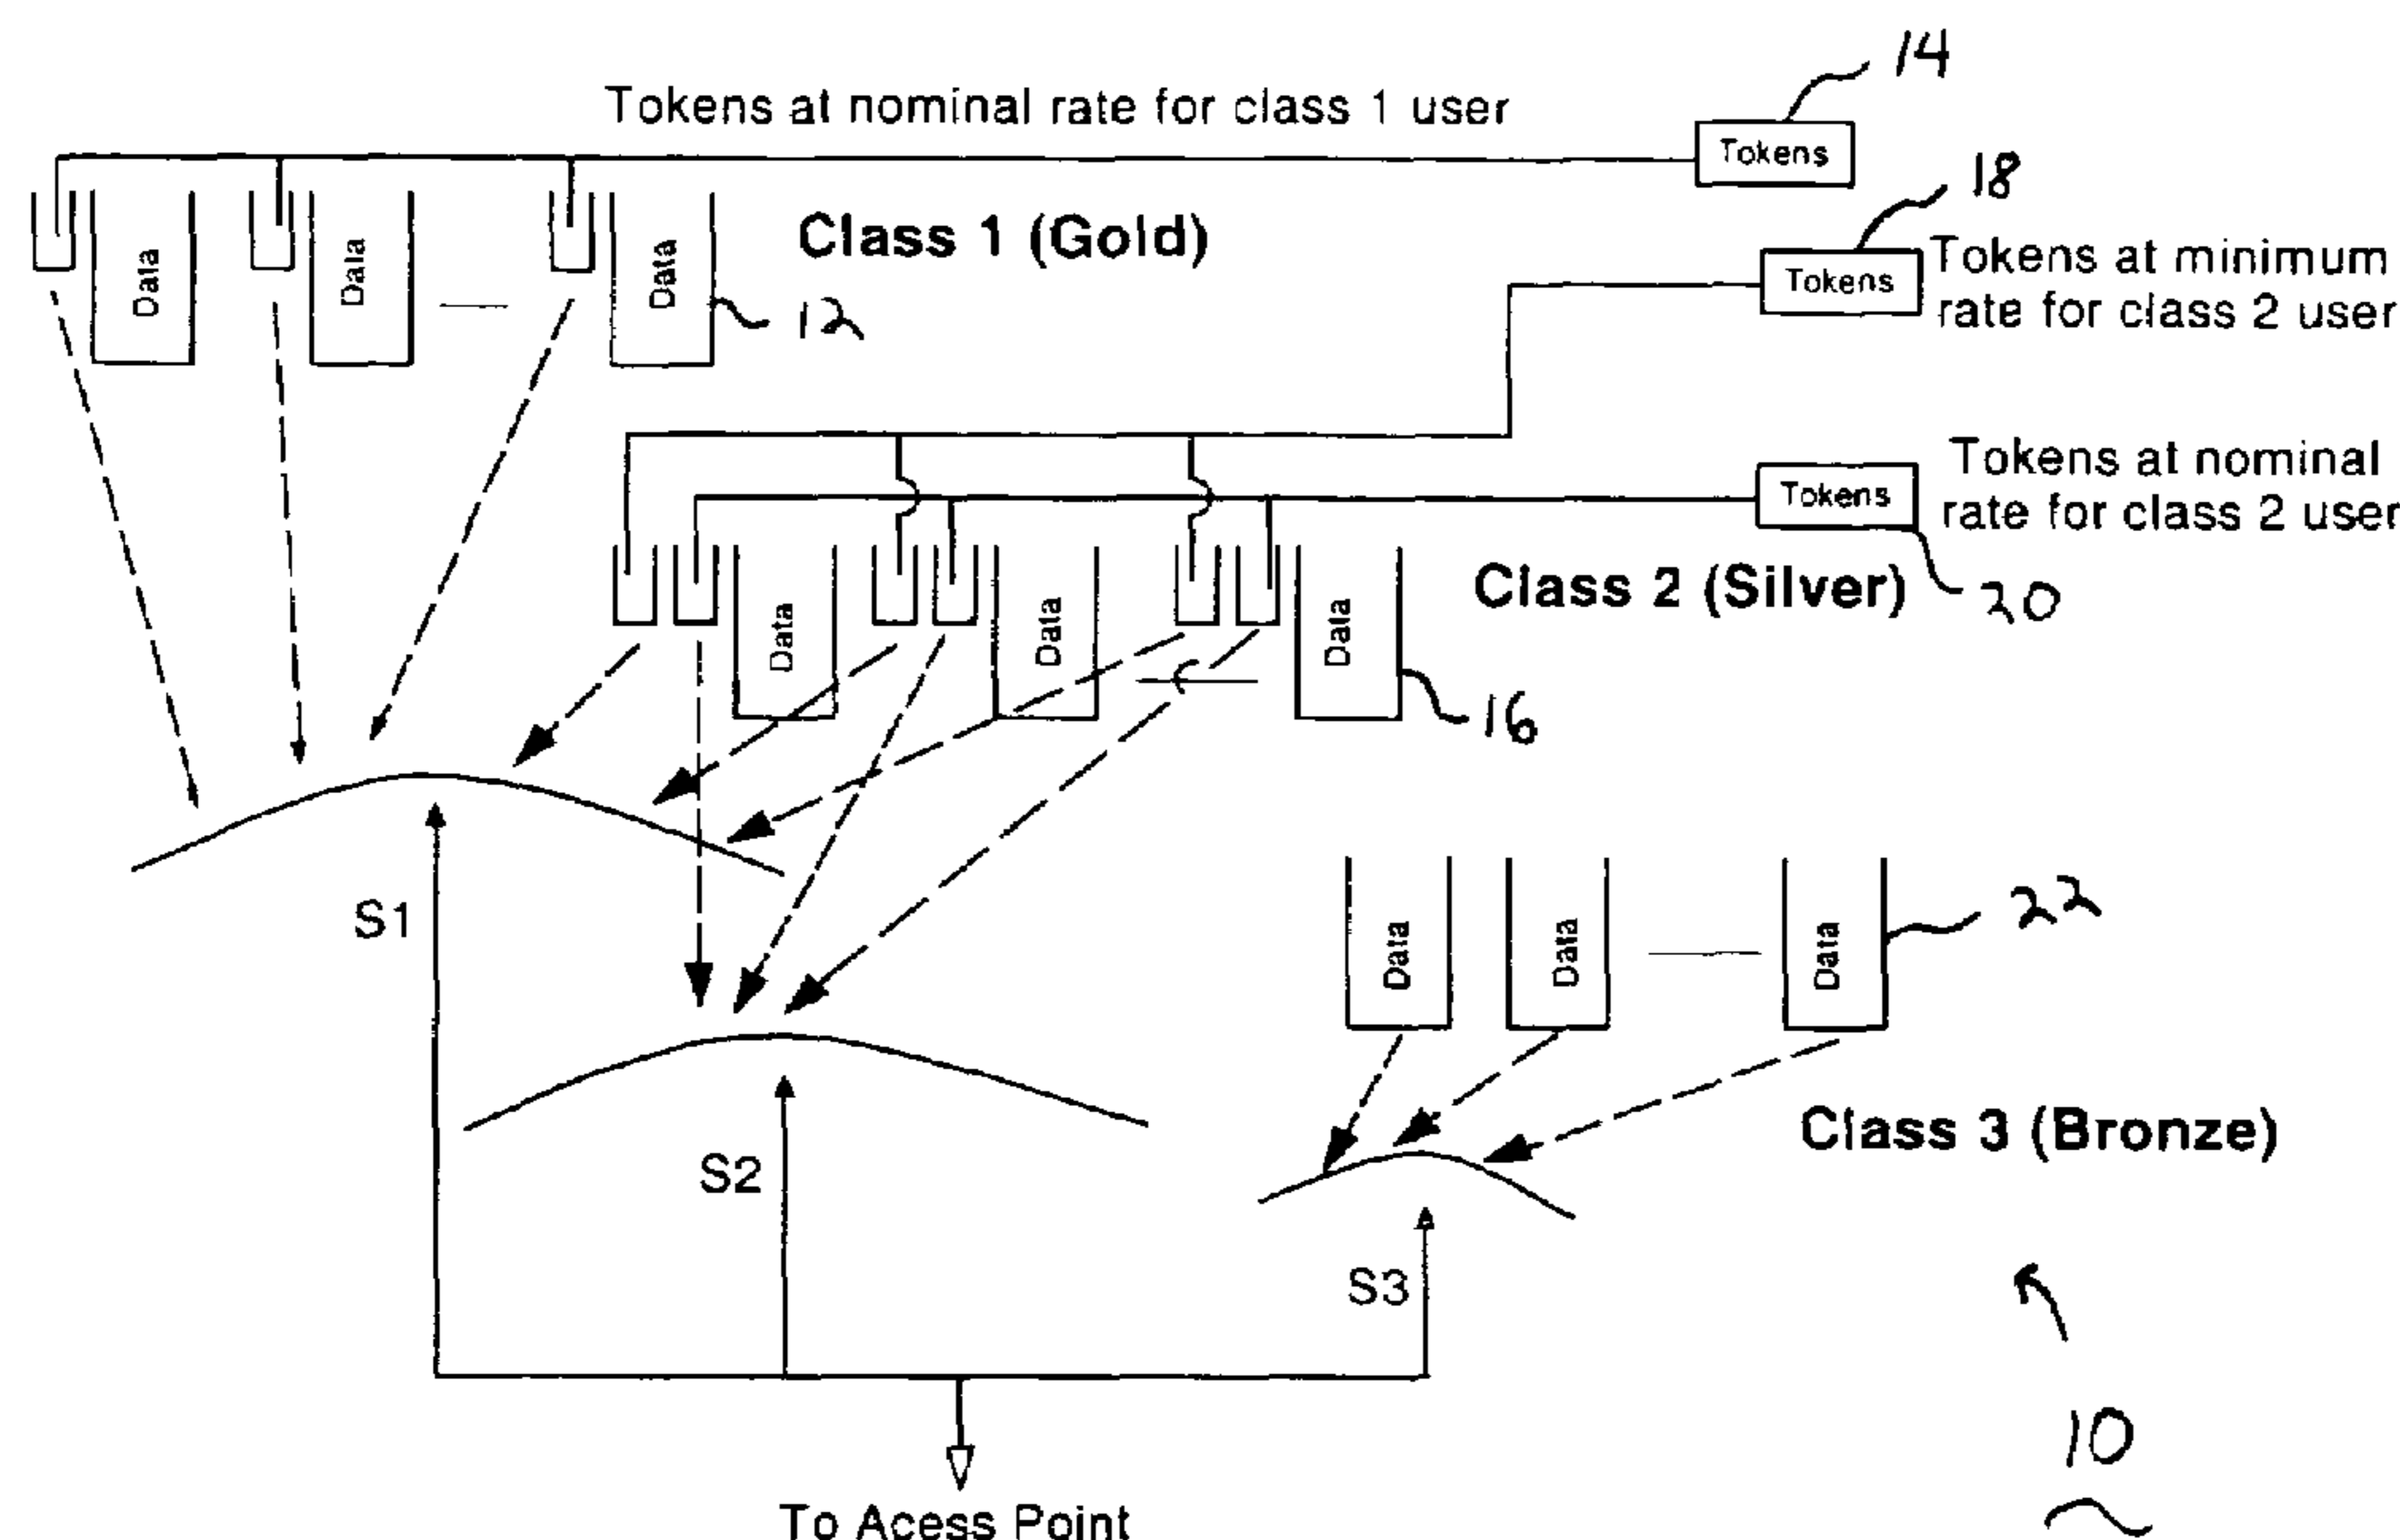 14
Tokens at nominal rate for class 1 user
Tokens
18
Data
Data
Data
Class 1 (Gold)
12
Tokens
Tokens at minimum
rate for class 2 user
Tokens
Tokens at nominal
rate for class 2 user
Data
Data
Data
Class 2 (Silver)
20
16
S1
Data
Data
Data
22
S2
Class 3 (Bronze)
S3
10
To Acess Point